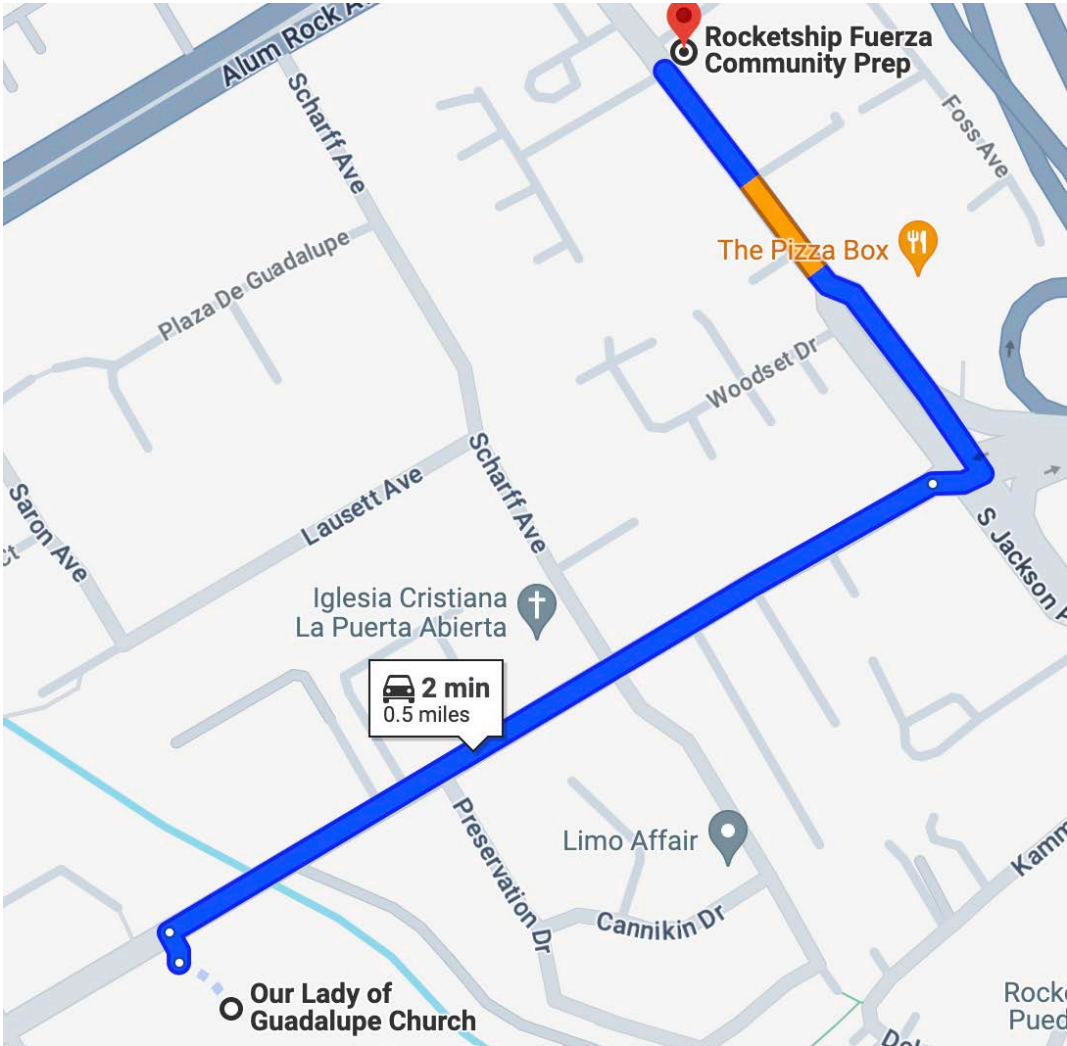 Rocketship Fuerza
Community Prep
Alum Rock A
Scharff Ave
Foss Ave
The Pizza Box
Plaza De Guadalupe
Woodset Dr
Scharff Ave
Lausett Ave
Saron Ave
ct
S Jackson
Iglesia Cristiana
La Puerta Abierta
2 min
0.5 miles
Preservation Dr
Limo Affair
Kamm
Cannikin Dr
Our Lady of
Guadalupe Church
Rock
Pued